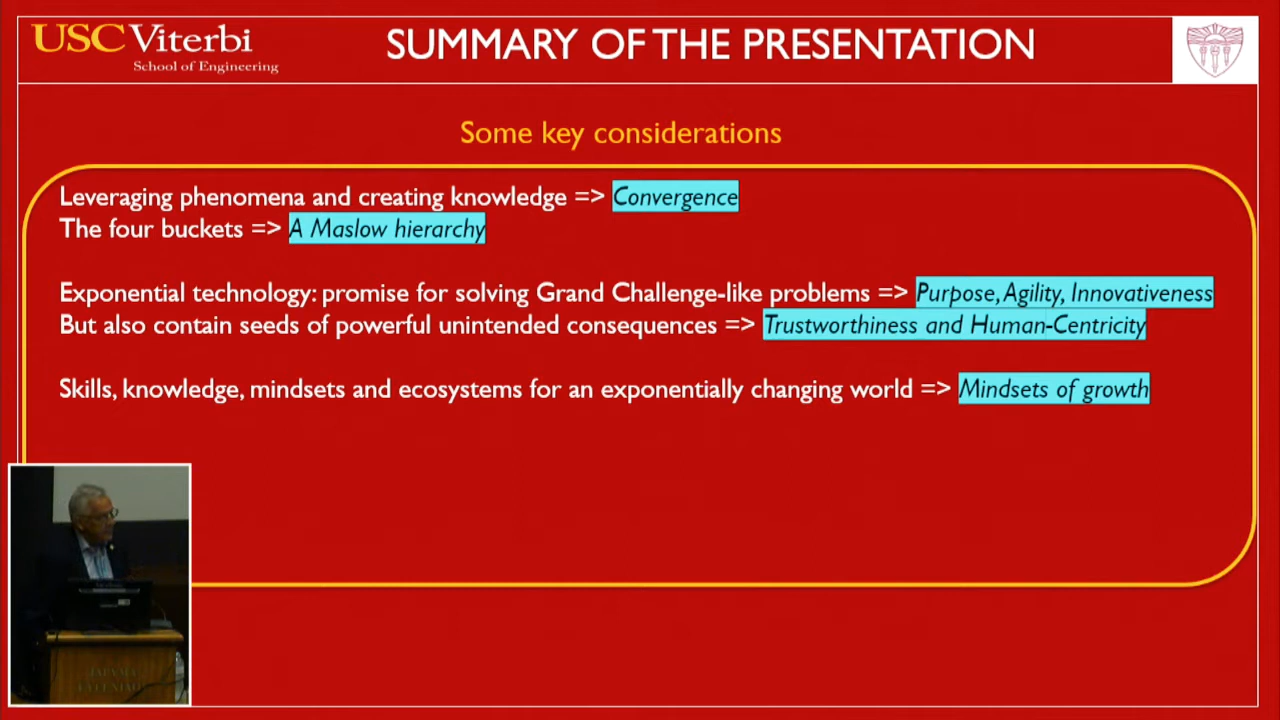 USC Viterbi
School of Engineering
SUMMARY OF THE PRESENTATION
Some key considerations
Leveraging phenomena and creating knowledge => Convergence
The four buckets => A Maslow hierarchy
Exponential technology: promise for solving Grand Challenge-like problems => Purpose, Agility, Innovativeness
But also contain seeds of powerful unintended consequences => Trustworthiness and Human-Centricity
Skills, knowledge, mindsets and ecosystems for an exponentially changing world => Mindsets of growth